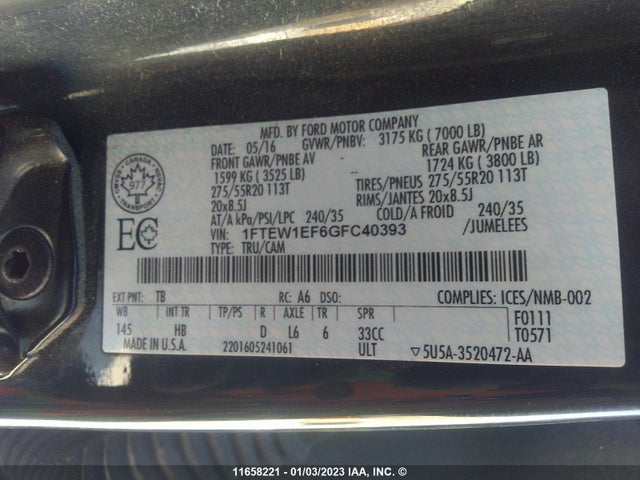 MFD. BY FORD MOTOR COMPANY
DATE: 05/16 GVWR/PNBV: 3175 KG ( 7000 LB)
FRONT GAWR/PNBE AV REAR GAWR/PNBE AR
1599 KG ( 3525 LB) 1724 KG ( 3800 LB)
275/55R20 113T TIRES/PNEUS 275/55R20 113T
20x8.5J RIMS/JANTES 20x8.5J
AT/A kPa/PSI/LPC 240/35 COLD/A FROID 240/35
VIN: 1FTEW1EF6GFC40393 /JUMELEES
TYPE: TRU/CAM
CANADA
977
TRANSPORT
EC
EXT PNT: TB RC: A6 DSO: COMPLIES: ICES/NMB-002
WB INT TR TP/PS R AXLE TR SPR F0111
145 HB D L6 6 33CC T0571
MADE IN U.S.A. 2201605241061 ULT ▽5U5A-3520472-AA
11658221 - 01/03/2023 IAA, INC. ©